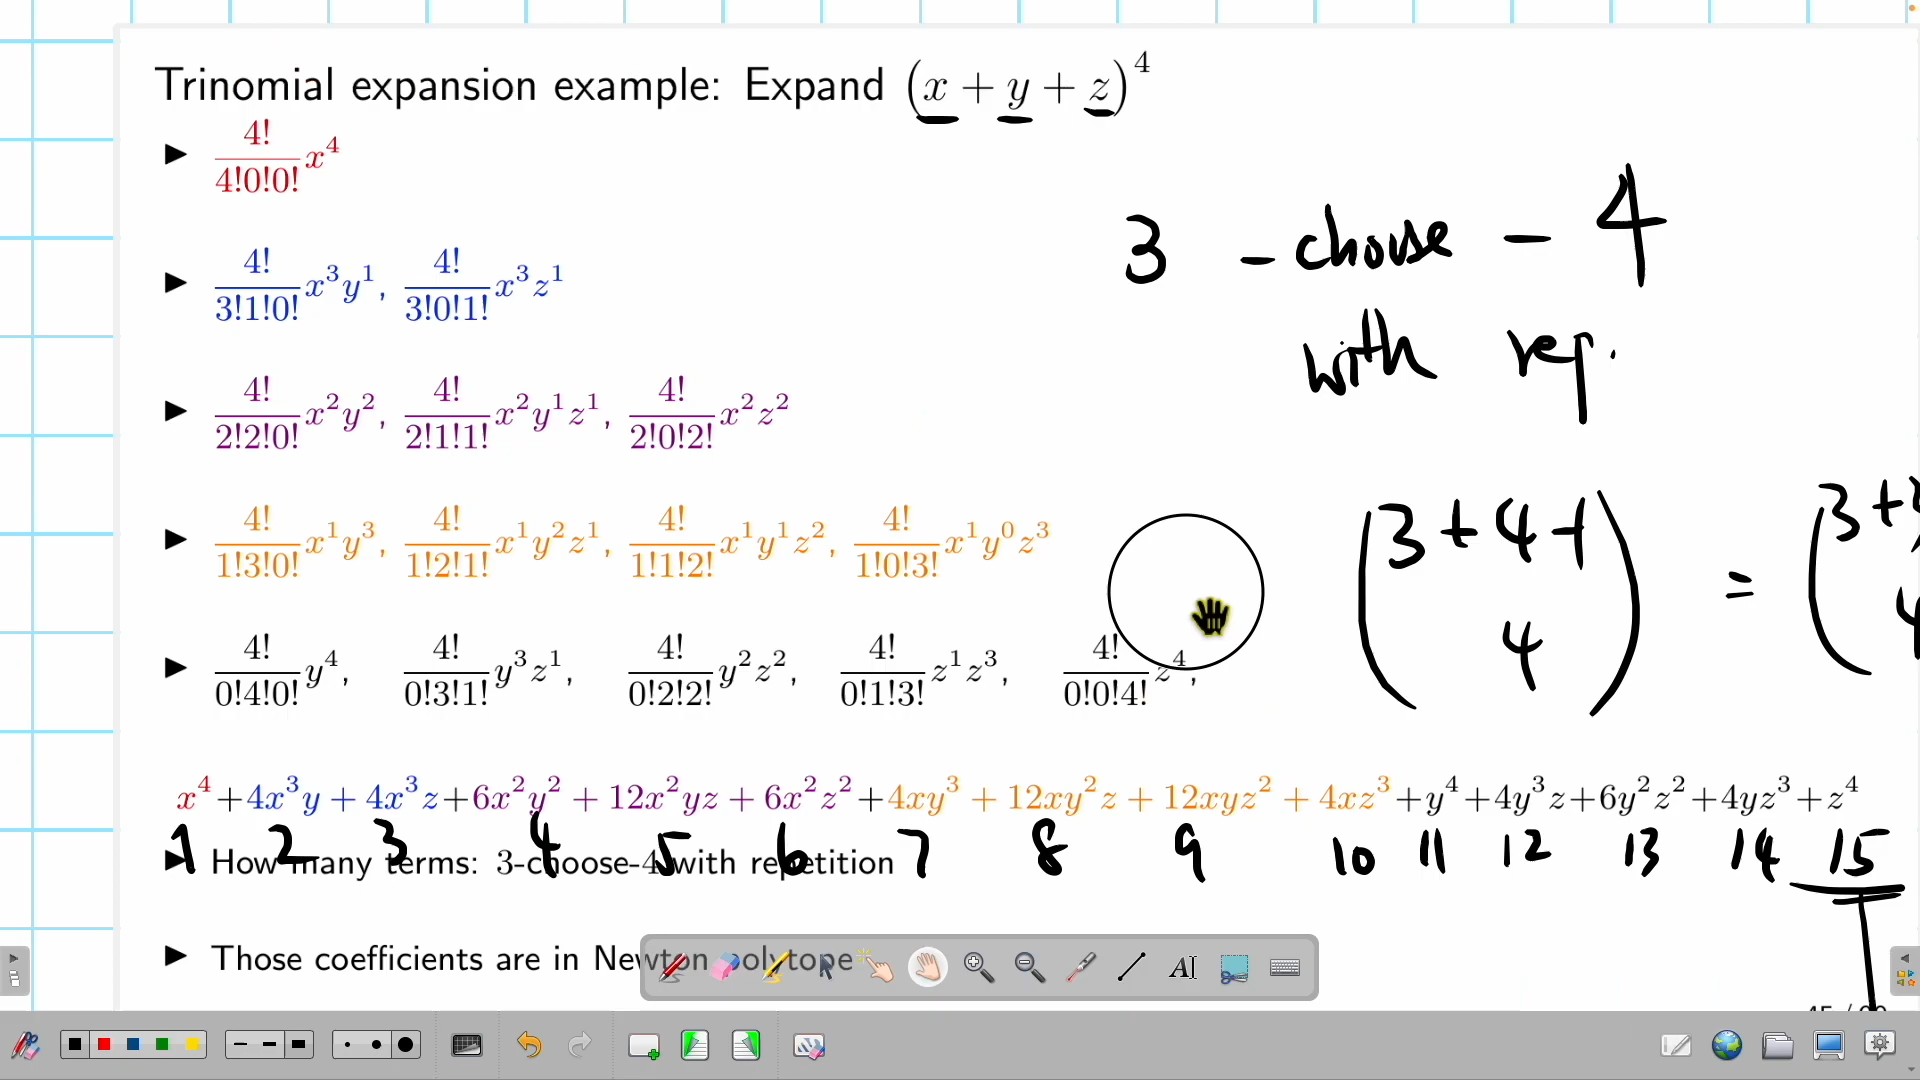 Trinomial expansion example: Expand (x + y + z)^4
▶ 4!/4!0!0! x^4
▶ 4!/3!1!0! x^3y^1, 4!/3!0!1! x^3z^1
▶ 4!/2!2!0! x^2y^2, 4!/2!1!1! x^2y^1z^1, 4!/2!0!2! x^2z^2
▶ 4!/1!3!0! x^1y^3, 4!/1!2!1! x^1y^2z^1, 4!/1!1!2! x^1y^1z^2, 4!/1!0!3! x^1y^0z^3
▶ 4!/0!4!0! y^4, 4!/0!3!1! y^3z^1, 4!/0!2!2! y^2z^2, 4!/0!1!3! z^1z^3, 4!/0!0!4! z^4,
x^4+4x^3y + 4x^3z+6x^2y^2 + 12x^2yz + 6x^2z^2+4xy^3 + 12xy^2z + 12xyz^2 + 4xz^3+y^4+4y^3z+6y^2z^2+4yz^3+z^4
1 2 3 4 5 6 7 8 9 10 11 12 13 14 15
▶ How many terms: 3-choose-4 with repetition
▶ Those coefficients are in Newton polytope
3 - choose - 4
with rep.
(3+4-1
4) = (3+
4
AI